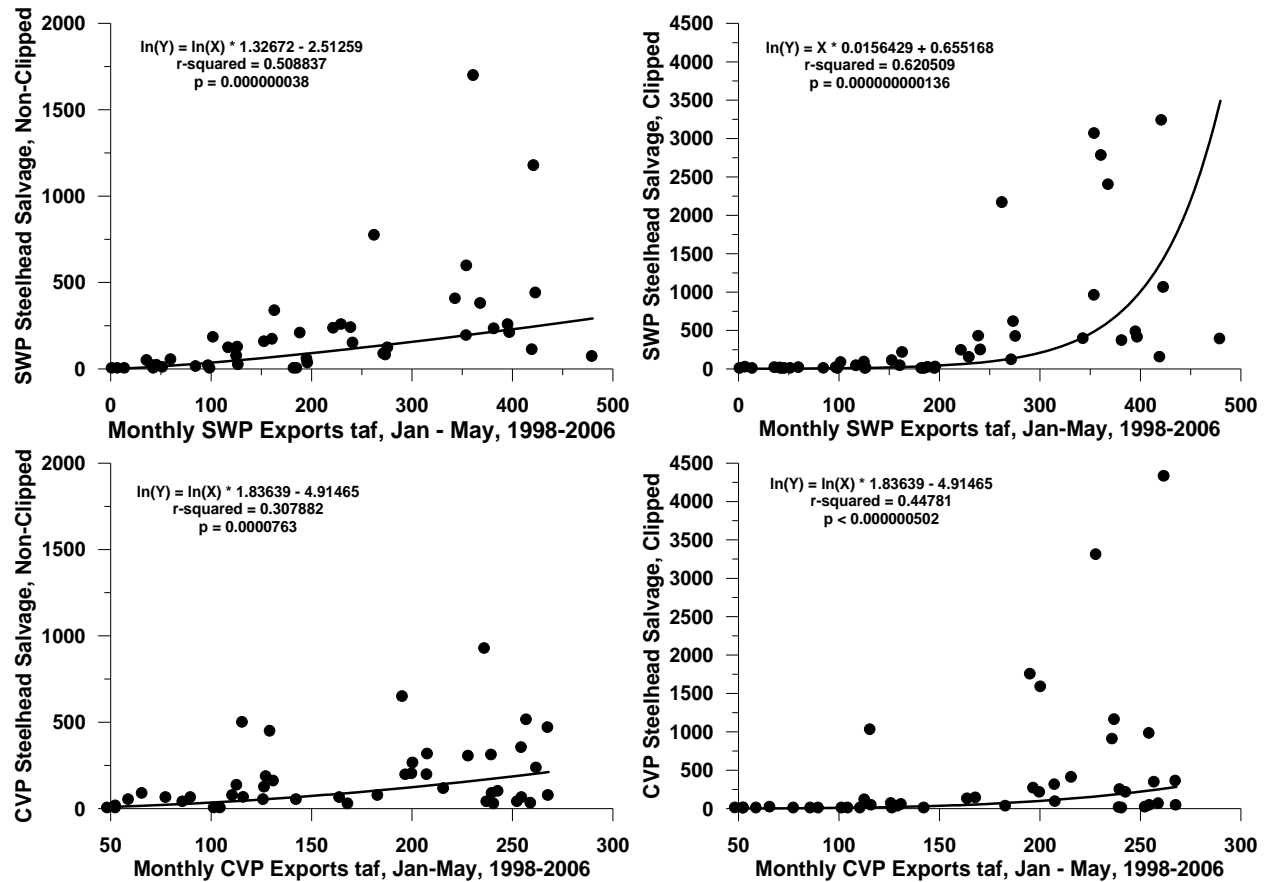 SWP Steelhead Salvage, Non-Clipped
2000
1500
1000
500
0
ln(Y) = ln(X) * 1.32672 - 2.51259
r-squared = 0.508837
p = 0.000000038
0 100 200 300 400 500
Monthly SWP Exports taf, Jan - May, 1998-2006
SWP Steelhead Salvage, Clipped
4500
4000
3500
3000
2500
2000
1500
1000
500
0
ln(Y) = X * 0.0156429 + 0.655168
r-squared = 0.620509
p = 0.000000000136
0 100 200 300 400 500
Monthly SWP Exports taf, Jan-May, 1998-2006
CVP Steelhead Salvage, Non-Clipped
2000
1500
1000
500
0
ln(Y) = ln(X) * 1.83639 - 4.91465
r-squared = 0.307882
p = 0.0000763
50 100 150 200 250 300
Monthly CVP Exports taf, Jan-May, 1998-2006
CVP Steelhead Salvage, Clipped
4500
4000
3500
3000
2500
2000
1500
1000
500
0
ln(Y) = ln(X) * 1.83639 - 4.91465
r-squared = 0.44781
p < 0.000000502
50 100 150 200 250 300
Monthly CVP Exports taf, Jan - May, 1998-2006